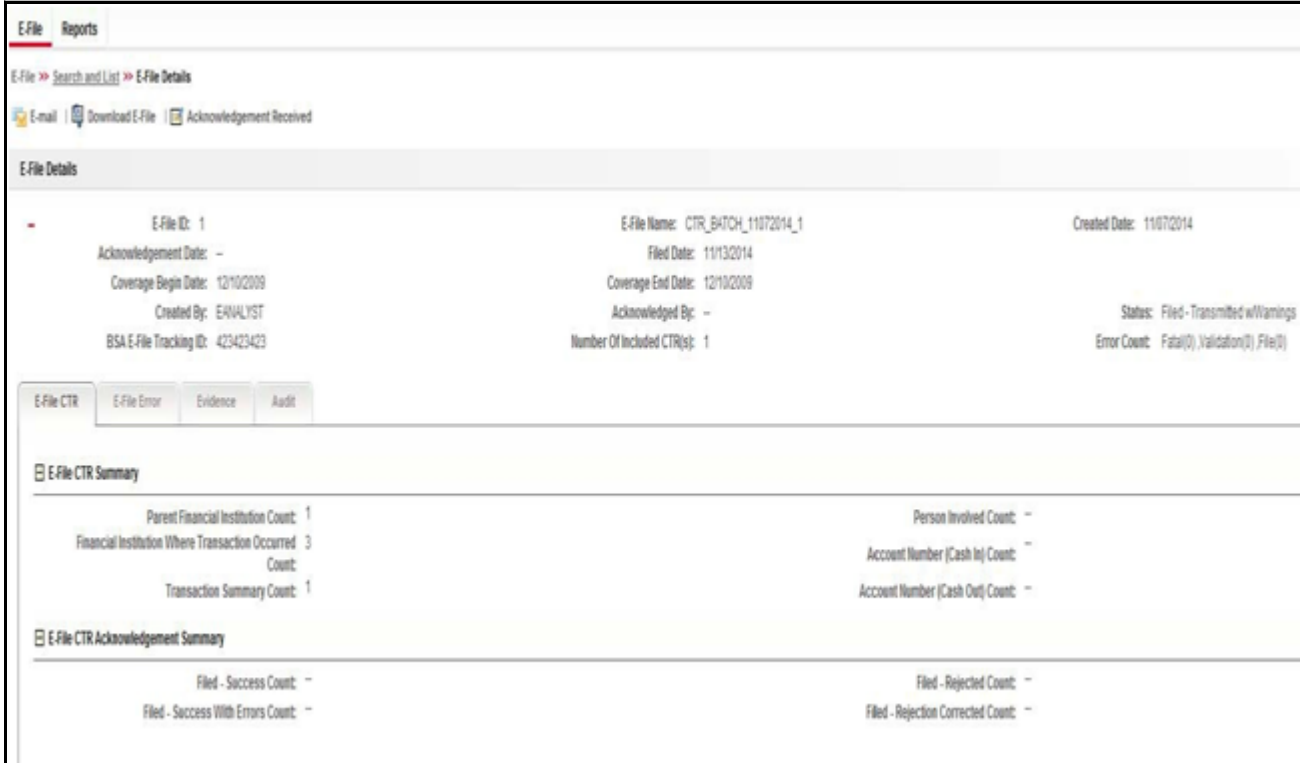 E-File Reports
E-File » Search and List » E-File Details
E-mail | Download E-File | Acknowledgement Received
E-File Details
E-File ID: 1 E-File Name: CTR_BATCH_11072014_1 Created Date: 11/07/2014
Acknowledgement Date: – Filed Date: 11/13/2014
Coverage Begin Date: 12/10/2009 Coverage End Date: 12/10/2009
Created By: EANALYST Acknowledged By: – Status: Filed - Transmitted w/Warnings
BSA E-File Tracking ID: 423423423 Number Of Included CTR(s): 1 Error Count: Fatal(0) ,Validation(0) ,File(0)
E-File CTR E-File Error Evidence Audit
E-File CTR Summary
Parent Financial Institution Count: 1 Person Involved Count: –
Financial Institution Where Transaction Occurred 3 Account Number (Cash In) Count: –
Count:
Transaction Summary Count: 1 Account Number (Cash Out) Count: –
E-File CTR Acknowledgement Summary
Filed - Success Count: – Filed - Rejected Count: –
Filed - Success With Errors Count: – Filed - Rejection Corrected Count: –